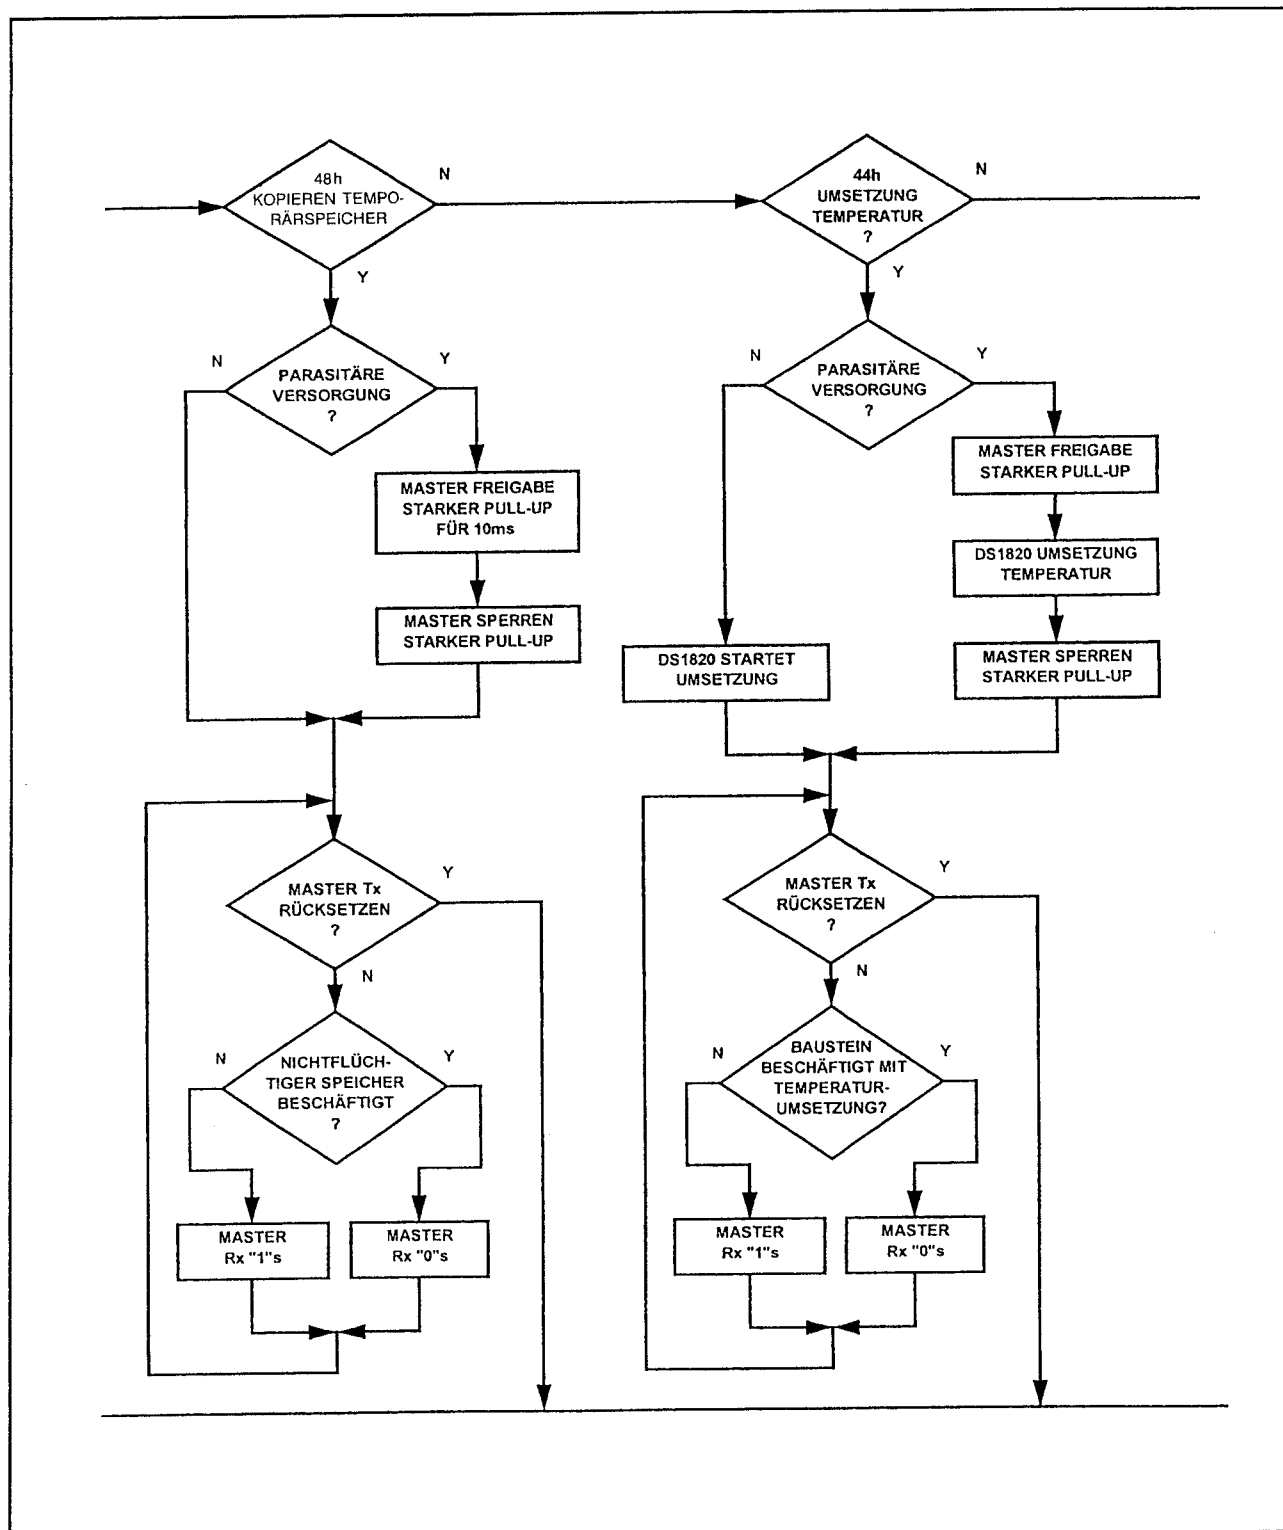 48h
KOPIEREN TEMPO-
RÄRSPEICHER
N
Y
PARASITÄRE
VERSORGUNG
?
N
Y
MASTER FREIGABE
STARKER PULL-UP
FÜR 10ms
MASTER SPERREN
STARKER PULL-UP
MASTER Tx
RÜCKSETZEN
?
Y
N
NICHTFLÜCH-
TIGER SPEICHER
BESCHÄFTIGT
?
N
Y
MASTER
Rx "1"s
MASTER
Rx "0"s
44h
UMSETZUNG
TEMPERATUR
?
N
Y
PARASITÄRE
VERSORGUNG
?
N
Y
MASTER FREIGABE
STARKER PULL-UP
DS1820 UMSETZUNG
TEMPERATUR
MASTER SPERREN
STARKER PULL-UP
DS1820 STARTET
UMSETZUNG
MASTER Tx
RÜCKSETZEN
?
Y
N
BAUSTEIN
BESCHÄFTIGT MIT
TEMPERATUR-
UMSETZUNG?
N
Y
MASTER
Rx "1"s
MASTER
Rx "0"s